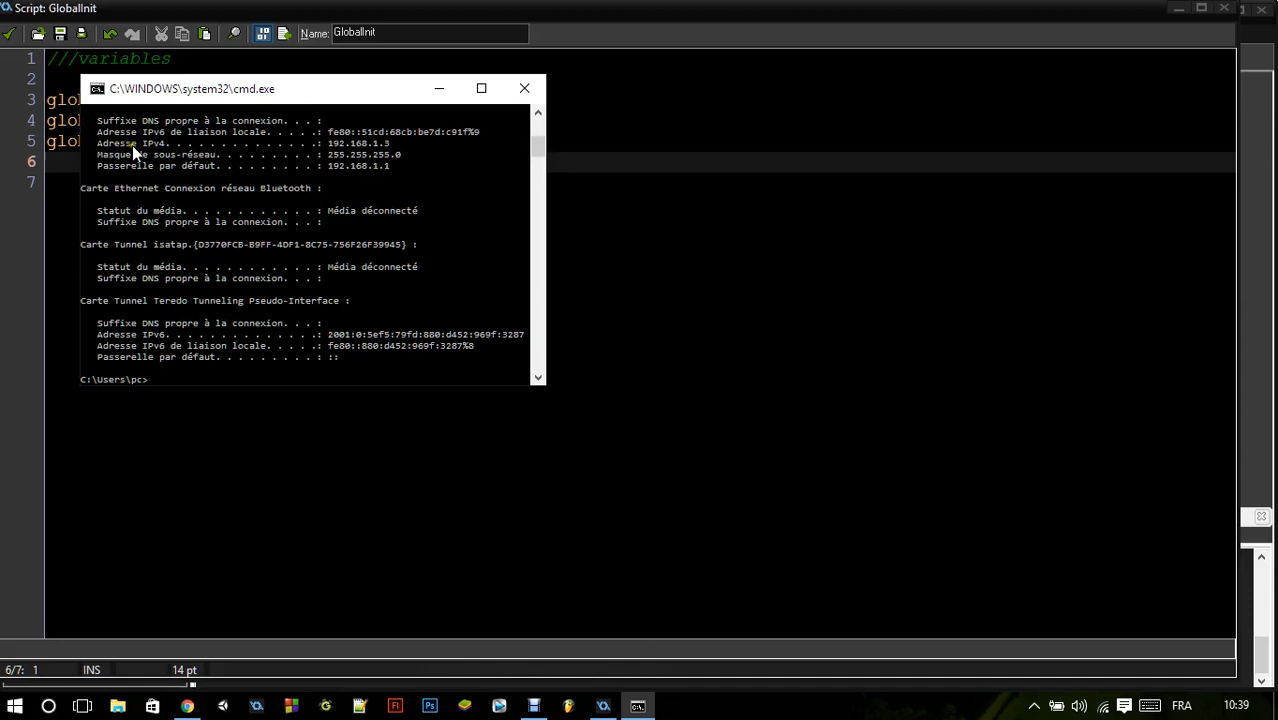 Script: GlobalInit
Name: GlobalInit
1 ///variables
2
3 glob
4 glob
5 glob
6
7
C:\WINDOWS\system32\cmd.exe
Suffixe DNS propre à la connexion. . . :
Adresse IPv6 de liaison locale. . . . .: fe80::51cd:68cb:be7d:c91f%9
Adresse IPv4. . . . . . . . . . . . . .: 192.168.1.3
Masque de sous-réseau. . . . . . . . . : 255.255.255.0
Passerelle par défaut. . . . . . . . . : 192.168.1.1
Carte Ethernet Connexion réseau Bluetooth :
Statut du média. . . . . . . . . . . . : Média déconnecté
Suffixe DNS propre à la connexion. . . :
Carte Tunnel isatap.{D3770FCB-B9FF-4DF1-8C75-756F26F39945} :
Statut du média. . . . . . . . . . . . : Média déconnecté
Suffixe DNS propre à la connexion. . . :
Carte Tunnel Teredo Tunneling Pseudo-Interface :
Suffixe DNS propre à la connexion. . . :
Adresse IPv6. . . . . . . . . . . . . .: 2001:0:5ef5:79fd:880:d452:969f:3287
Adresse IPv6 de liaison locale. . . . .: fe80::880:d452:969f:3287%8
Passerelle par défaut. . . . . . . . . : ::
C:\Users\pc>
6/7: 1 INS 14 pt
FRA 10:39